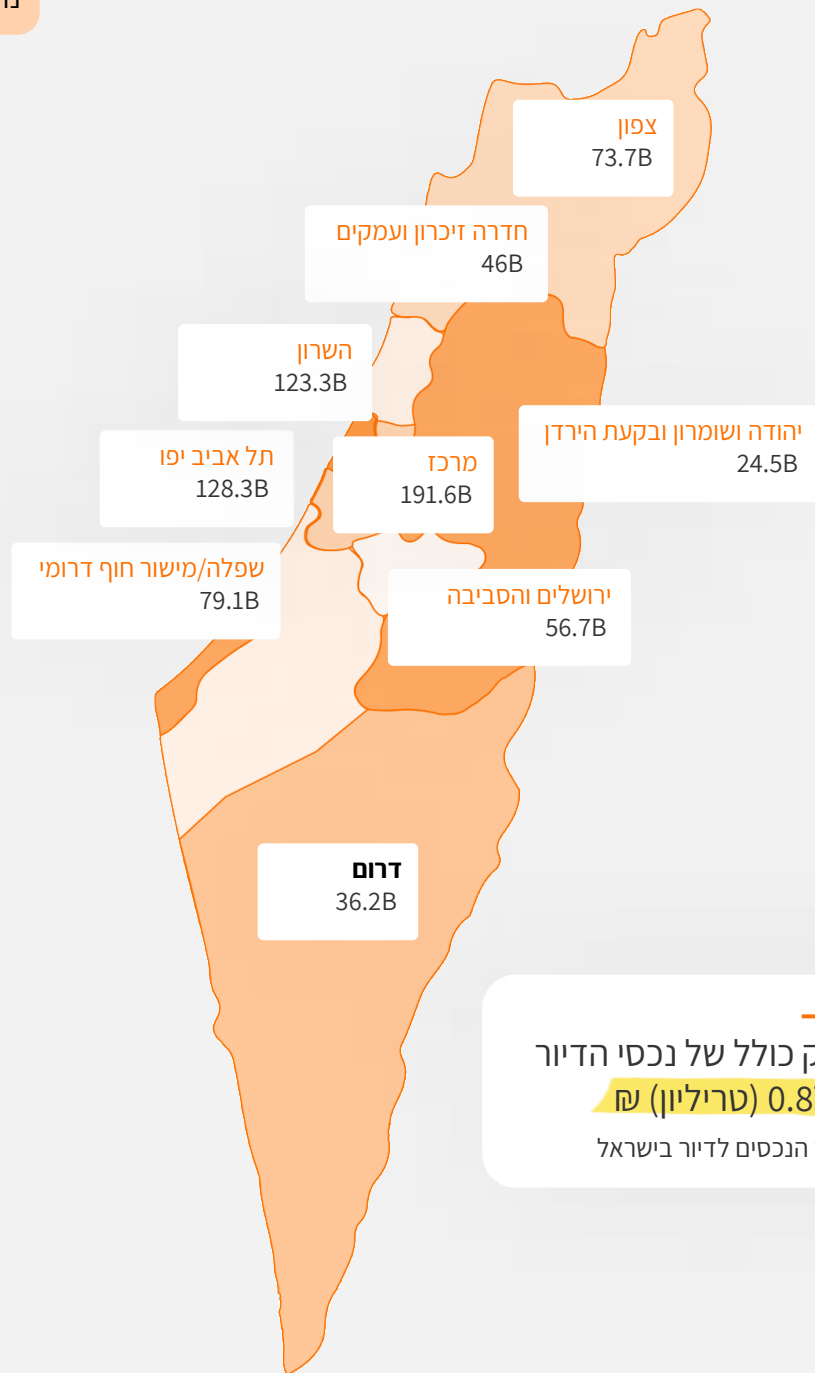 צפון
73.7B
חדרה זיכרון ועמקים
46B
השרון
123.3B
יהודה ושומרון ובקעת הירדן
24.5B
תל אביב יפו
128.3B
מרכז
191.6B
שפלה/מישור חוף דרומי
79.1B
ירושלים והסביבה
56.7B
דרום
36.2B
כולל של נכסי הדיור
0.8 (טריליון) ₪
הנכסים לדיור בישראל